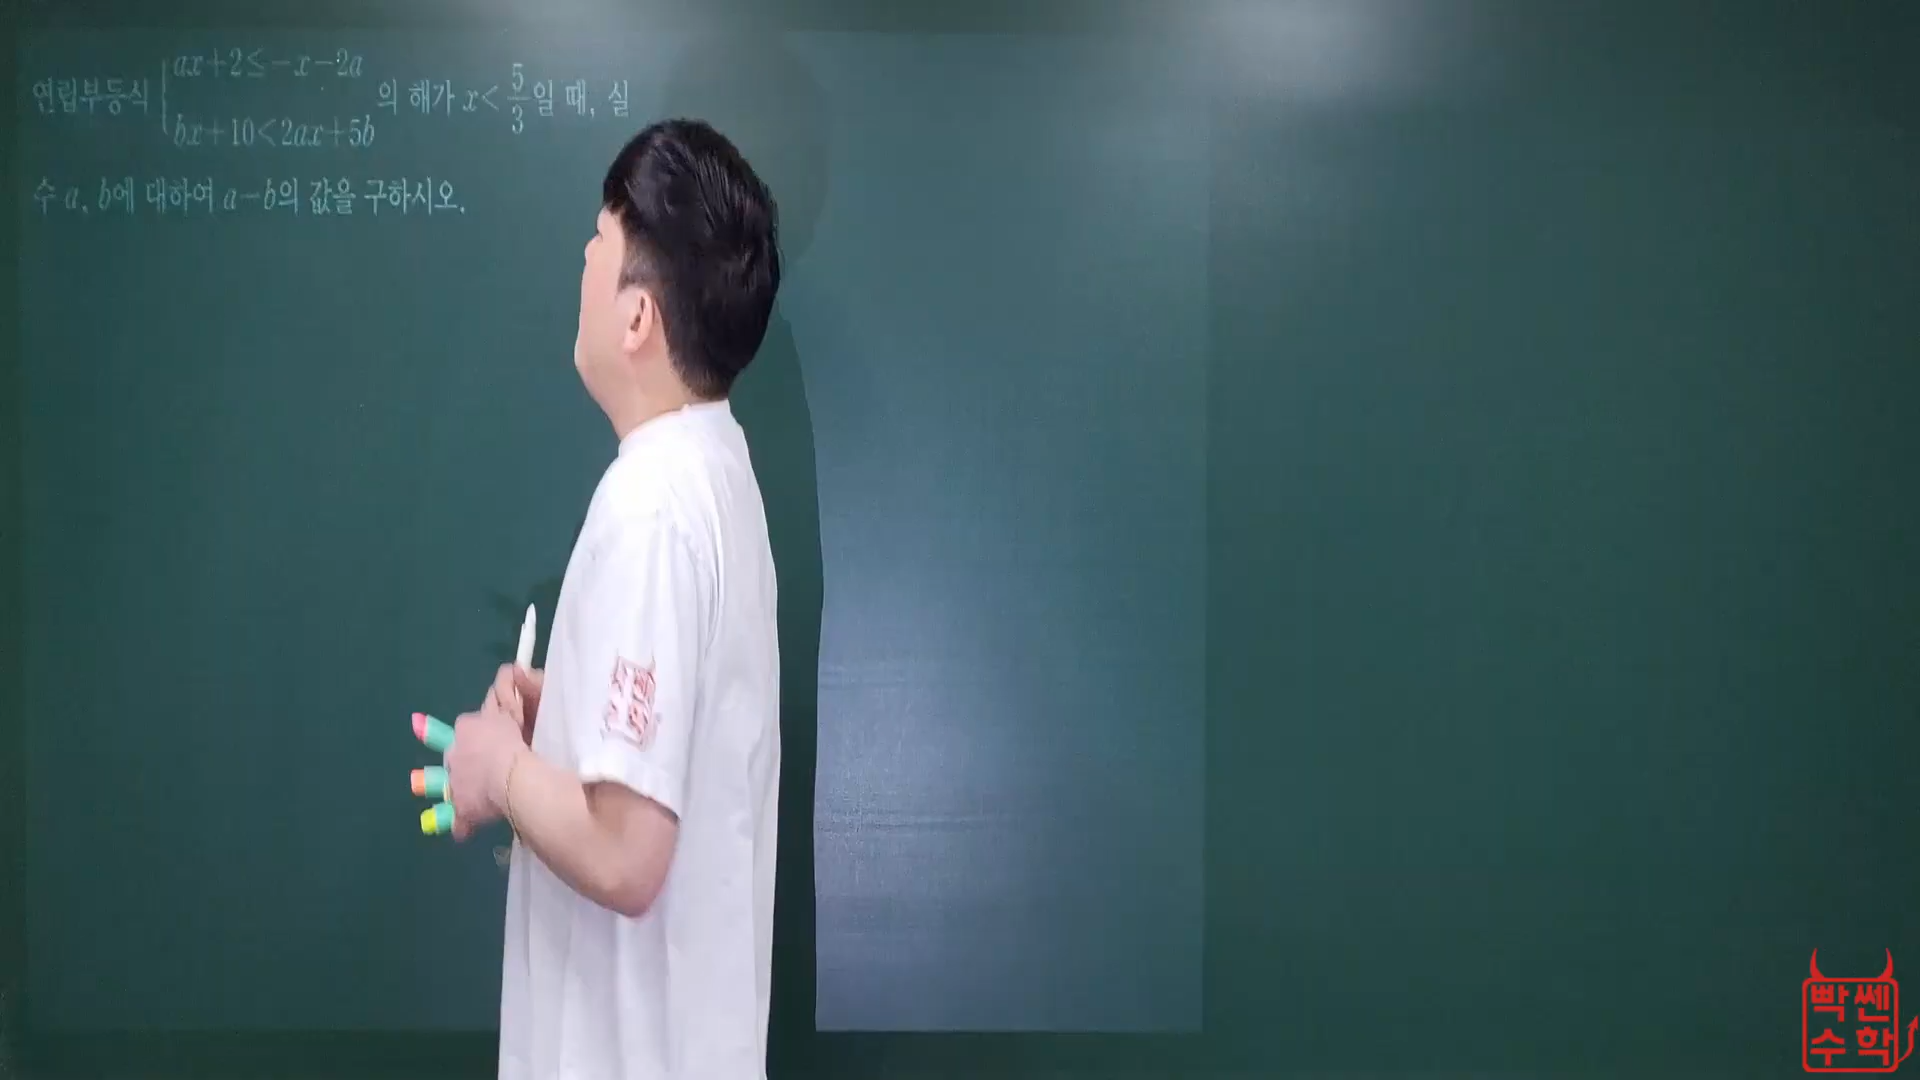 연립부등식 { ax+2≤-x-2a
bx+10<2ax+5b 의 해가 x< 5/3 일 때, 실
수 a, b에 대하여 a-b의 값을 구하시오.
빡쎈
수학